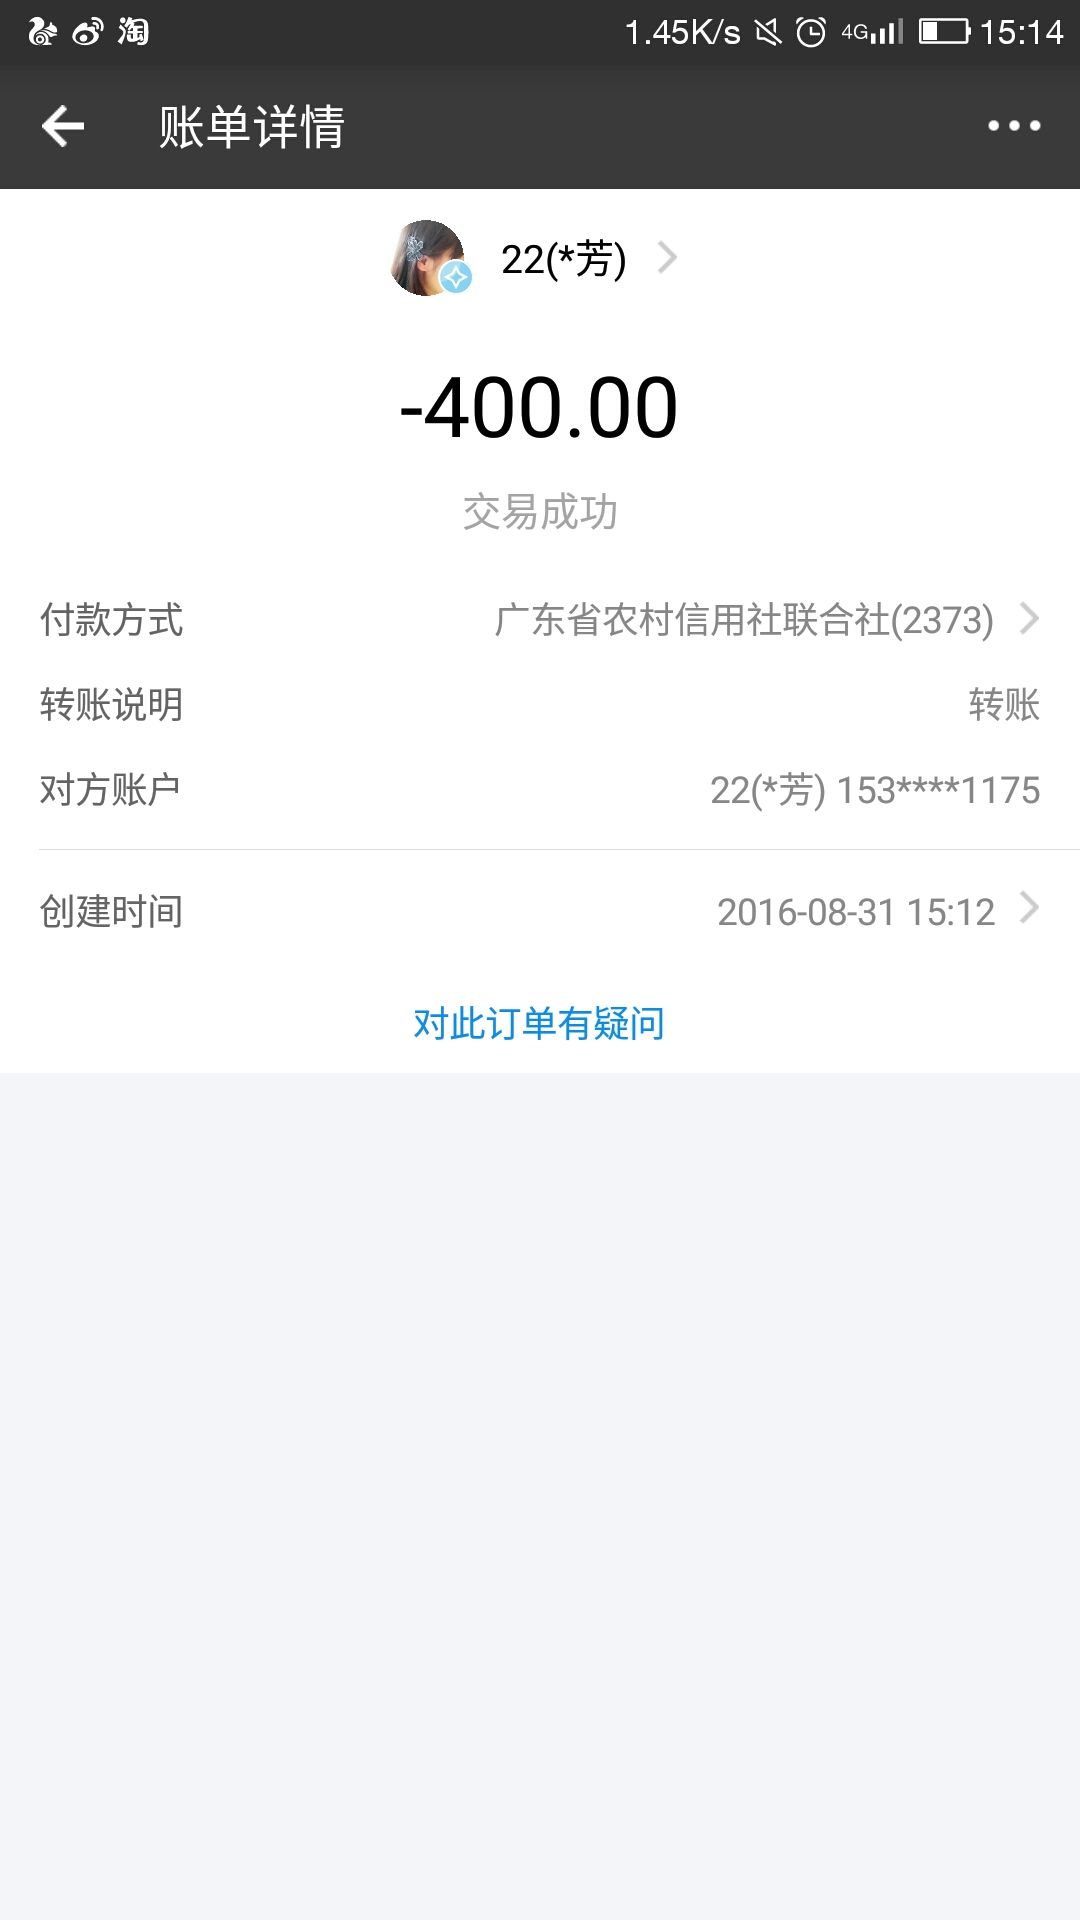 淘 1.45K/s 4G 15:14
账单详情
22(*芳)
-400.00
交易成功
付款方式 广东省农村信用社联合社(2373)
转账说明 转账
对方账户 22(*芳) 153****1175
创建时间 2016-08-31 15:12
对此订单有疑问